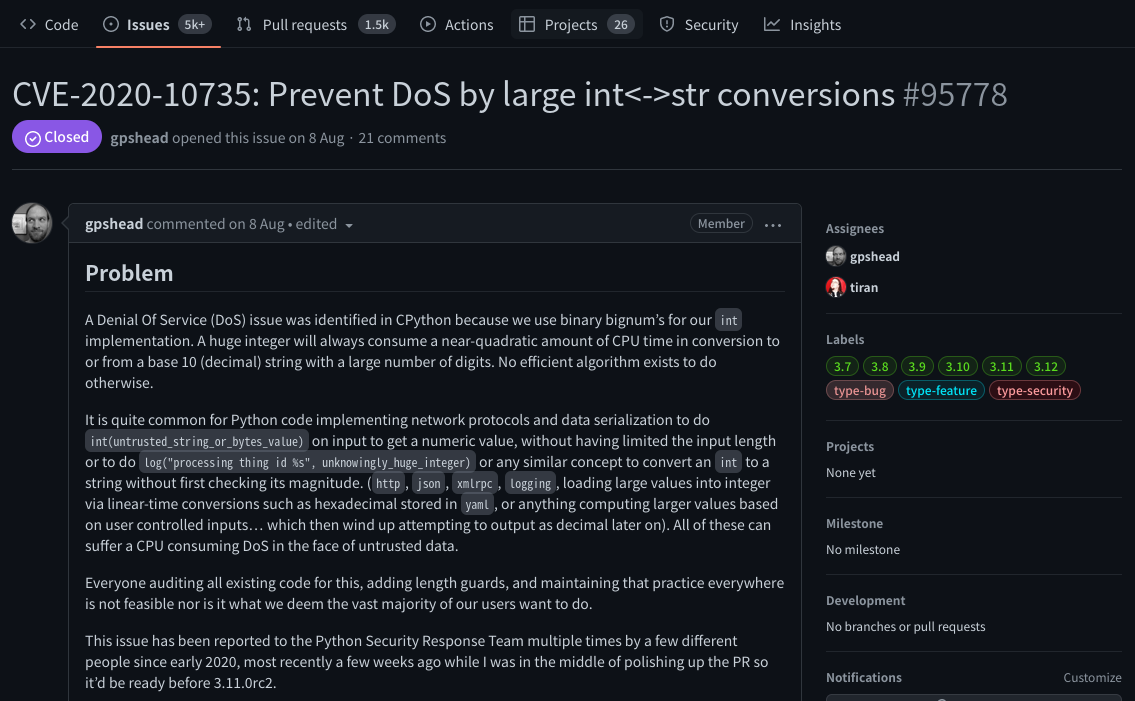 Code Issues 5k+ Pull requests 1.5k Actions Projects 26 Security Insights
CVE-2020-10735: Prevent DoS by large int<->str conversions #95778
Closed gpshead opened this issue on 8 Aug · 21 comments
gpshead commented on 8 Aug • edited Member ...
Problem
A Denial Of Service (DoS) issue was identified in CPython because we use binary bignum’s for our int
implementation. A huge integer will always consume a near-quadratic amount of CPU time in conversion to
or from a base 10 (decimal) string with a large number of digits. No efficient algorithm exists to do
otherwise.
It is quite common for Python code implementing network protocols and data serialization to do
int(untrusted_string_or_bytes_value) on input to get a numeric value, without having limited the input length
or to do log("processing thing id %s", unknowingly_huge_integer) or any similar concept to convert an int to a
string without first checking its magnitude. (http, json, xmlrpc, logging, loading large values into integer
via linear-time conversions such as hexadecimal stored in yaml, or anything computing larger values based
on user controlled inputs… which then wind up attempting to output as decimal later on). All of these can
suffer a CPU consuming DoS in the face of untrusted data.
Everyone auditing all existing code for this, adding length guards, and maintaining that practice everywhere
is not feasible nor is it what we deem the vast majority of our users want to do.
This issue has been reported to the Python Security Response Team multiple times by a few different
people since early 2020, most recently a few weeks ago while I was in the middle of polishing up the PR so
it’d be ready before 3.11.0rc2.
Assignees
gpshead
tiran
Labels
3.7 3.8 3.9 3.10 3.11 3.12
type-bug type-feature type-security
Projects
None yet
Milestone
No milestone
Development
No branches or pull requests
Notifications Customize